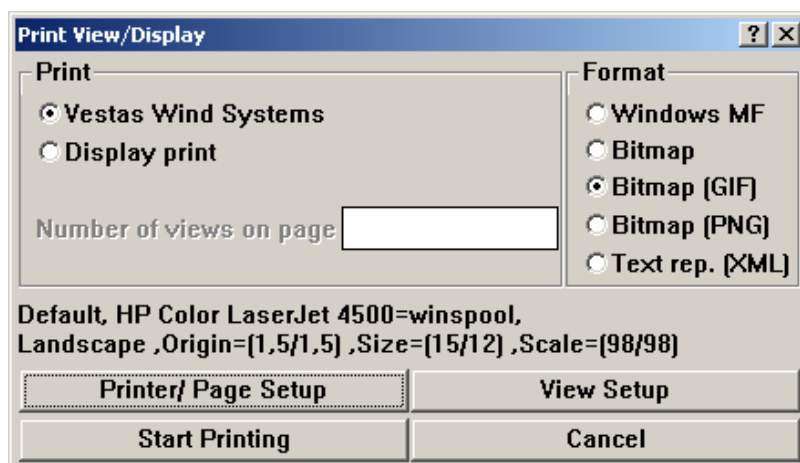 Print View/Display
Print
Vestas Wind Systems
Display print
Number of views on page
Format
Windows MF
Bitmap
Bitmap (GIF)
Bitmap (PNG)
Text rep. (XML)
Default, HP Color LaserJet 4500=winspool,
Landscape ,Origin=(1,5/1,5) ,Size=(15/12) ,Scale=(98/98)
Printer/ Page Setup
View Setup
Start Printing
Cancel